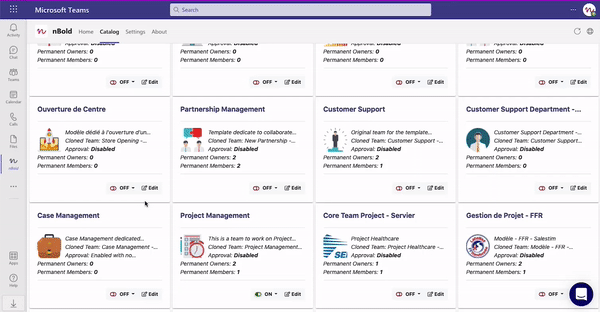 Microsoft Teams
Search
nBold Home Catalog Settings About
Activity
Chat
Teams
Calendar
Calls
Files
nBold
Apps
Help
Permanent Owners: 0
Permanent Members: 0
OFF Edit
Permanent Owners: 0
Permanent Members: 0
OFF Edit
Permanent Owners: 0
Permanent Members: 0
OFF Edit
Permanent Owners: 0
Permanent Members: 0
OFF Edit
Ouverture de Centre
Modèle dédié à l'ouverture d'un...
Cloned Team: Store Opening -...
Approval: Disabled
Permanent Owners: 0
Permanent Members: 0
OFF Edit
Partnership Management
Template dedicate to collaborate...
Cloned Team: New Partnership -...
Approval: Disabled
Permanent Owners: 2
Permanent Members: 2
OFF Edit
Customer Support
Original team for the template...
Cloned Team: Customer Support -...
Approval: Disabled
Permanent Owners: 2
Permanent Members: 1
OFF Edit
Customer Support Department -...
Customer Support Department -...
Cloned Team: Customer Support...
Approval: Disabled
Permanent Owners: 0
Permanent Members: 0
OFF Edit
Case Management
Case Management dedicated...
Cloned Team: Case Management -...
Approval: Enabled with no...
Permanent Owners: 0
Permanent Members: 0
OFF Edit
Project Management
This is a team to work on Project...
Cloned Team: Project Management...
Approval: Disabled
Permanent Owners: 2
Permanent Members: 1
ON Edit
Core Team Project - Servier
Project Healthcare
Cloned Team: Project Healthcare -...
Approval: Disabled
Permanent Owners: 1
Permanent Members: 1
OFF Edit
Gestion de Projet - FFR
Modèle - FFR - Salestim
Cloned Team: Modèle - FFR -...
Approval: Disabled
Permanent Owners: 2
Permanent Members: 1
OFF Edit